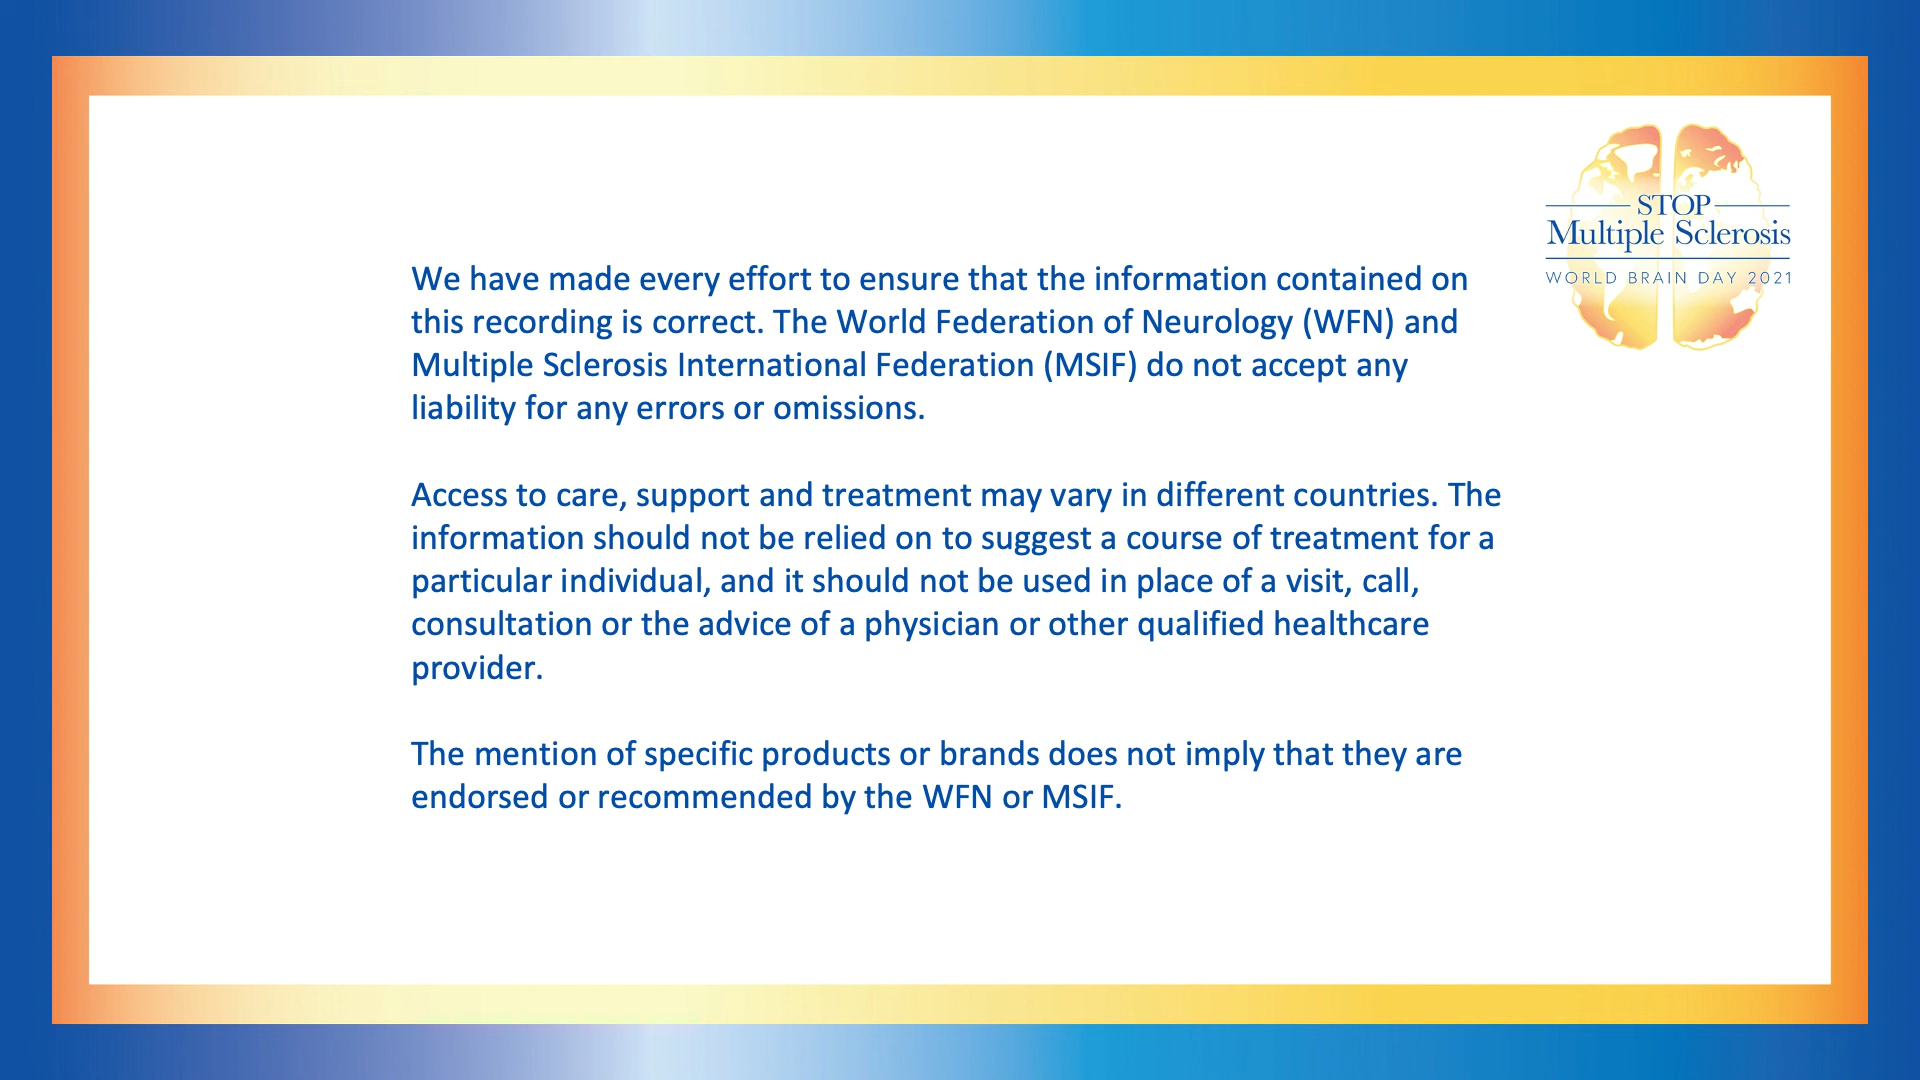 STOP
Multiple Sclerosis
WORLD BRAIN DAY 2021
We have made every effort to ensure that the information contained on
this recording is correct. The World Federation of Neurology (WFN) and
Multiple Sclerosis International Federation (MSIF) do not accept any
liability for any errors or omissions.
Access to care, support and treatment may vary in different countries. The
information should not be relied on to suggest a course of treatment for a
particular individual, and it should not be used in place of a visit, call,
consultation or the advice of a physician or other qualified healthcare
provider.
The mention of specific products or brands does not imply that they are
endorsed or recommended by the WFN or MSIF.